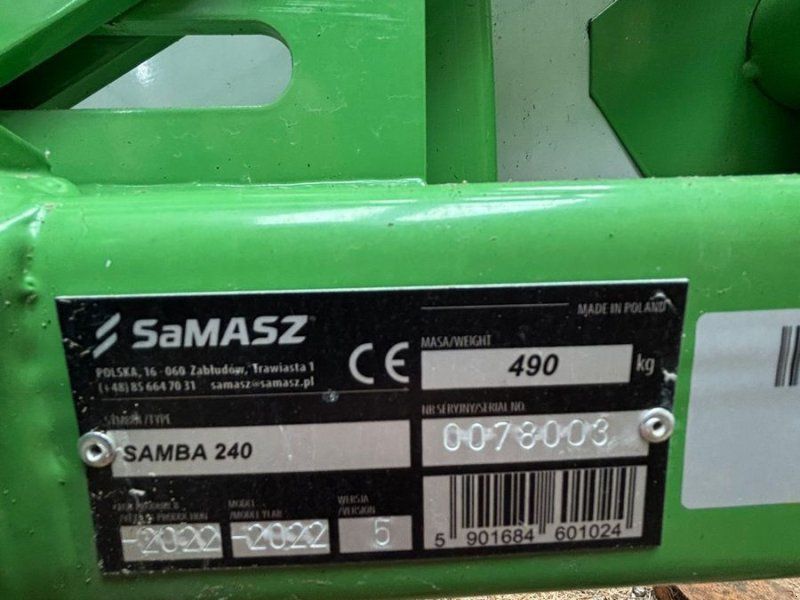 SaMASZ
POLSKA, 16-060 Zabłudów, Trawiasta 1
(+48) 85 664 70 31 samasz@samasz.pl
CE
MADE IN POLAND
MASA/WEIGHT
490 kg
SYMBOL/TYPE
SAMBA 240
NR SERYJNY/SERIAL NO.
0078003
MODEL
/MODEL YEAR
WERSJA
/VERSION
-2022- -2022 5
5 901684 601024